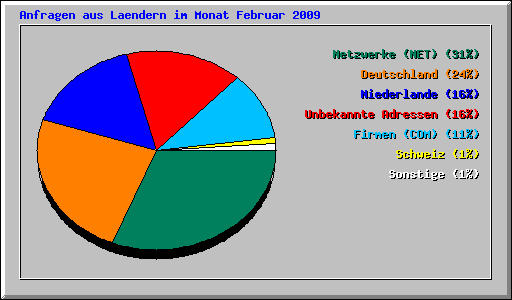 Anfragen aus Laendern im Monat Februar 2009
Netzwerke (NET) (31%)
Deutschland (24%)
Niederlande (16%)
Unbekannte Adressen (16%)
Firmen (COM) (11%)
Schweiz (1%)
Sonstige (1%)